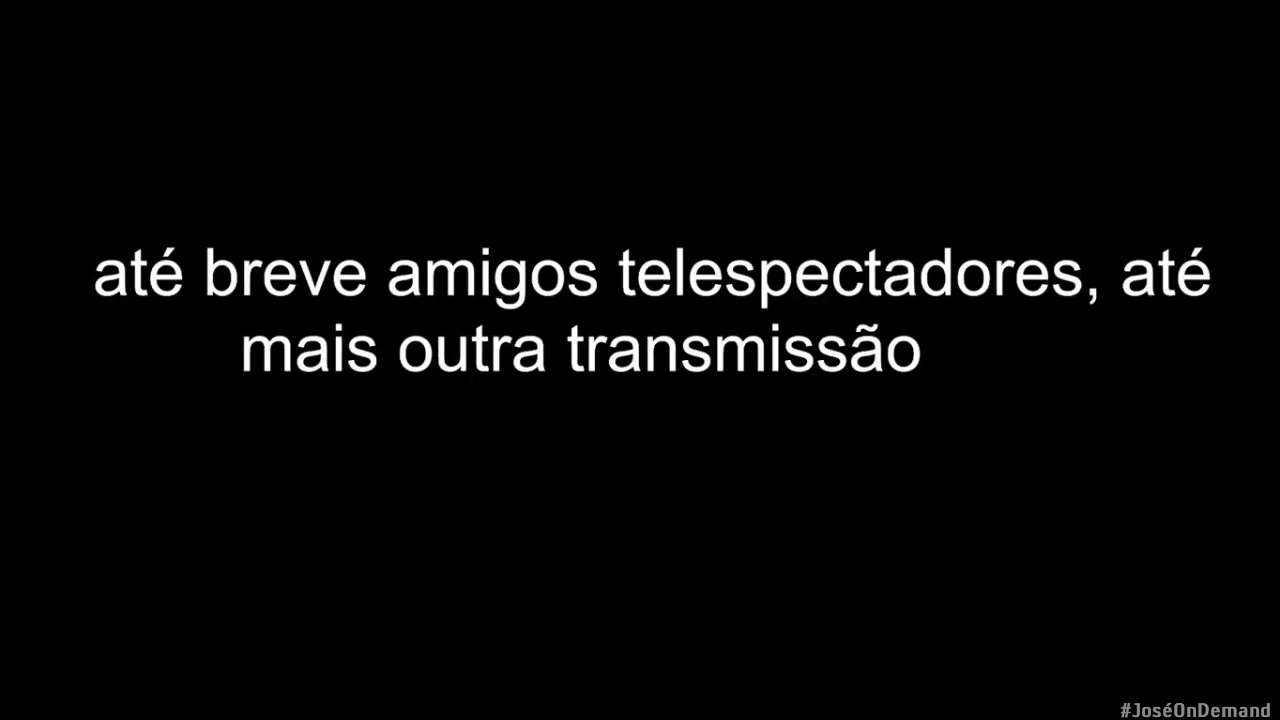 até breve amigos telespectadores, até
mais outra transmissão
#JoséOnDemand